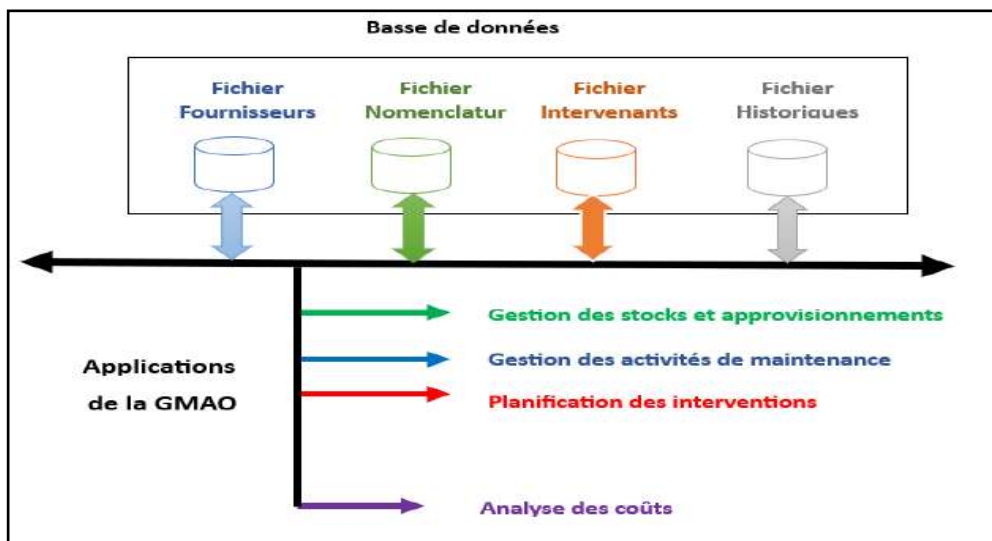 Basse de données
Fichier
Fournisseurs
Fichier
Nomenclatur
Fichier
Intervenants
Fichier
Historiques
Gestion des stocks et approvisionnements
Applications
de la GMAO
Gestion des activités de maintenance
Planification des interventions
Analyse des coûts